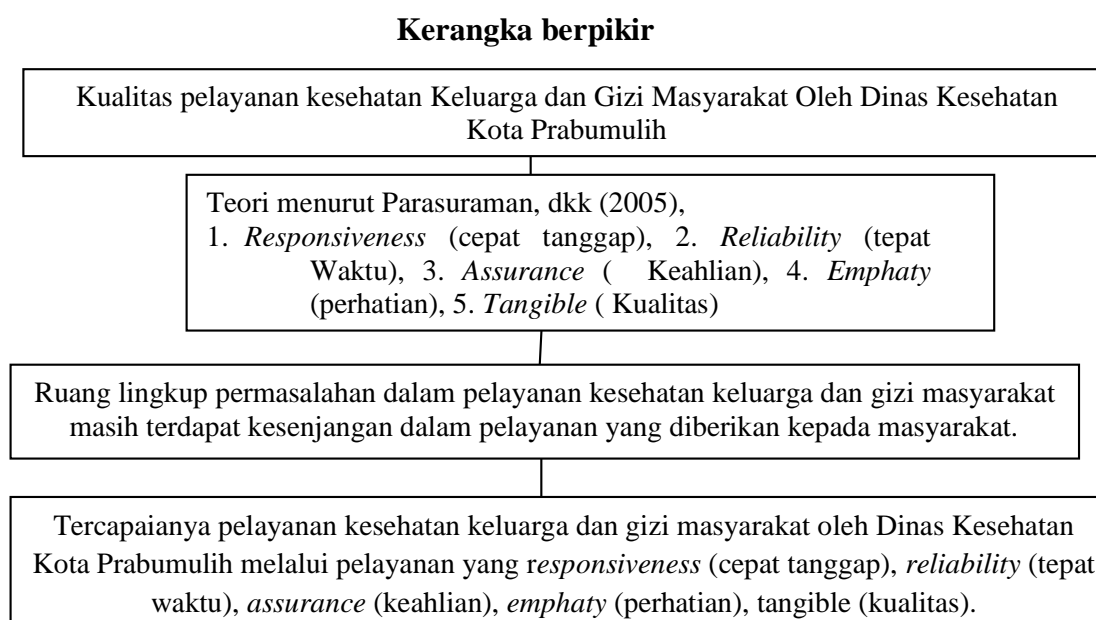 Kerangka berpikir
Kualitas pelayanan kesehatan Keluarga dan Gizi Masyarakat Oleh Dinas Kesehatan
Kota Prabumulih
Teori menurut Parasuraman, dkk (2005),
1. Responsiveness (cepat tanggap), 2. Reliability (tepat
Waktu), 3. Assurance ( Keahlian), 4. Emphaty
(perhatian), 5. Tangible ( Kualitas)
Ruang lingkup permasalahan dalam pelayanan kesehatan keluarga dan gizi masyarakat
masih terdapat kesenjangan dalam pelayanan yang diberikan kepada masyarakat.
Tercapaianya pelayanan kesehatan keluarga dan gizi masyarakat oleh Dinas Kesehatan
Kota Prabumulih melalui pelayanan yang responsiveness (cepat tanggap), reliability (tepat
waktu), assurance (keahlian), emphaty (perhatian), tangible (kualitas).